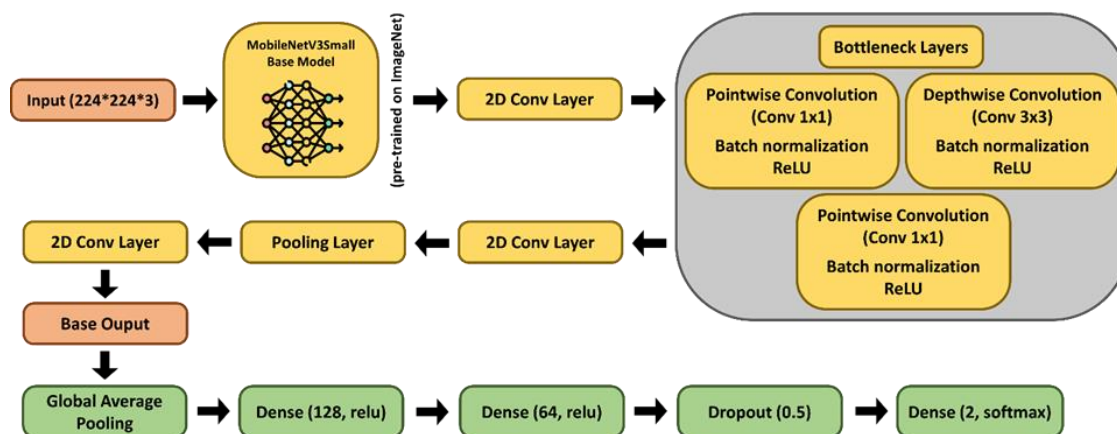 MobileNetV3Small
Base Model
Input (224*224*3)
(pre-trained on ImageNet)
2D Conv Layer
Bottleneck Layers
Pointwise Convolution
(Conv 1x1)
Batch normalization
ReLU
Depthwise Convolution
(Conv 3x3)
Batch normalization
ReLU
Pointwise Convolution
(Conv 1x1)
Batch normalization
ReLU
2D Conv Layer
Pooling Layer
2D Conv Layer
Base Ouput
Global Average
Pooling
Dense (128, relu)
Dense (64, relu)
Dropout (0.5)
Dense (2, softmax)